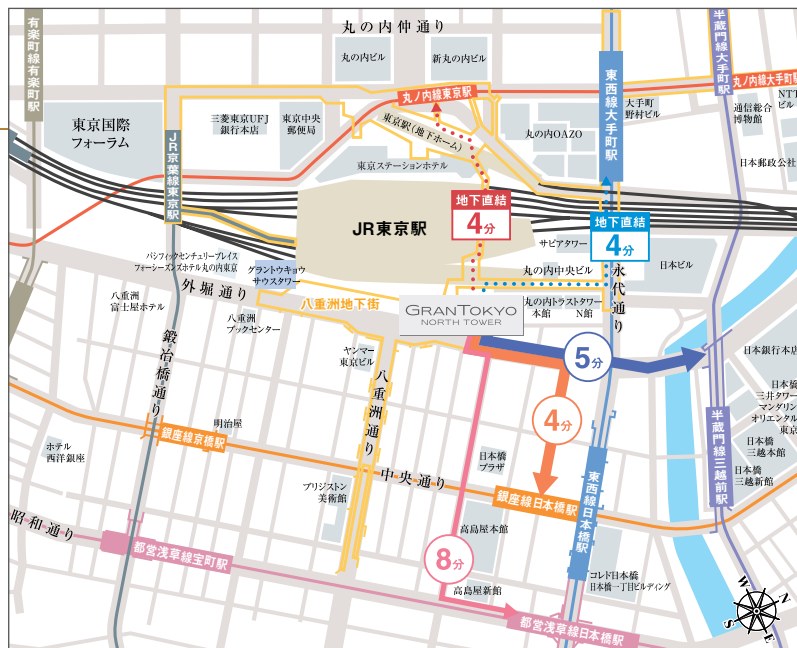 丸の内仲通り
有楽町線有楽町駅
丸の内ビル
新丸の内ビル
半蔵門線大手町駅
丸ノ内線大手町駅
東西線大手町駅
丸ノ内線東京駅
大手町
野村ビル
NTT
ビル
通信総合
博物館
東京国際
フォーラム
三菱東京UFJ
銀行本店
東京中央
郵便局
東京駅(地下ホーム)
丸の内OAZO
日本郵政公社
JR京葉線東京駅
東京ステーションホテル
地下直結
4分
地下直結
4分
JR東京駅
サピアタワー
日本ビル
パシフィックセンチュリープレイス
フォーシーズンズホテル丸の内東京
グラントウキョウ
サウスタワー
丸の内中央ビル
永代通り
外堀通り
八重洲地下街
GRANTOKYO
NORTH TOWER
丸の内トラストタワー
本館
N館
八重洲
富士屋ホテル
八重洲
ブックセンター
鍛冶橋通り
ヤンマー
東京ビル
八重洲通り
5分
日本銀行本店
4分
日本橋
三井タワー
マンダリン
オリエンタル
東京
日本橋
三越本館
日本橋
三越新館
半蔵門線三越前駅
銀座線京橋駅
明治屋
ホテル
西洋銀座
中央通り
日本橋
プラザ
銀座線日本橋駅
東西線日本橋駅
ブリヂストン
美術館
高島屋本館
昭和通り
都営浅草線宝町駅
8分
高島屋新館
コレド日本橋
日本橋一丁目ビルディング
都営浅草線日本橋駅
W
N
S
E